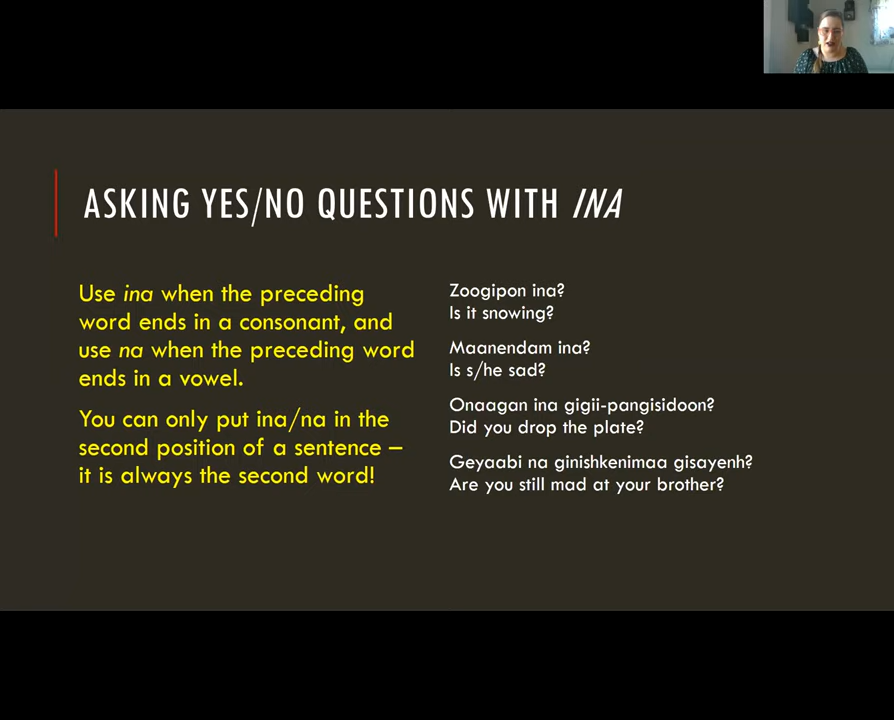 ASKING YES/NO QUESTIONS WITH INA
Use ina when the preceding
word ends in a consonant, and
use na when the preceding word
ends in a vowel.
You can only put ina/na in the
second position of a sentence –
it is always the second word!
Zoogipon ina?
Is it snowing?
Maanendam ina?
Is s/he sad?
Onaagan ina gigii-pangisidoon?
Did you drop the plate?
Geyaabi na ginishkenimaa gisayenh?
Are you still mad at your brother?